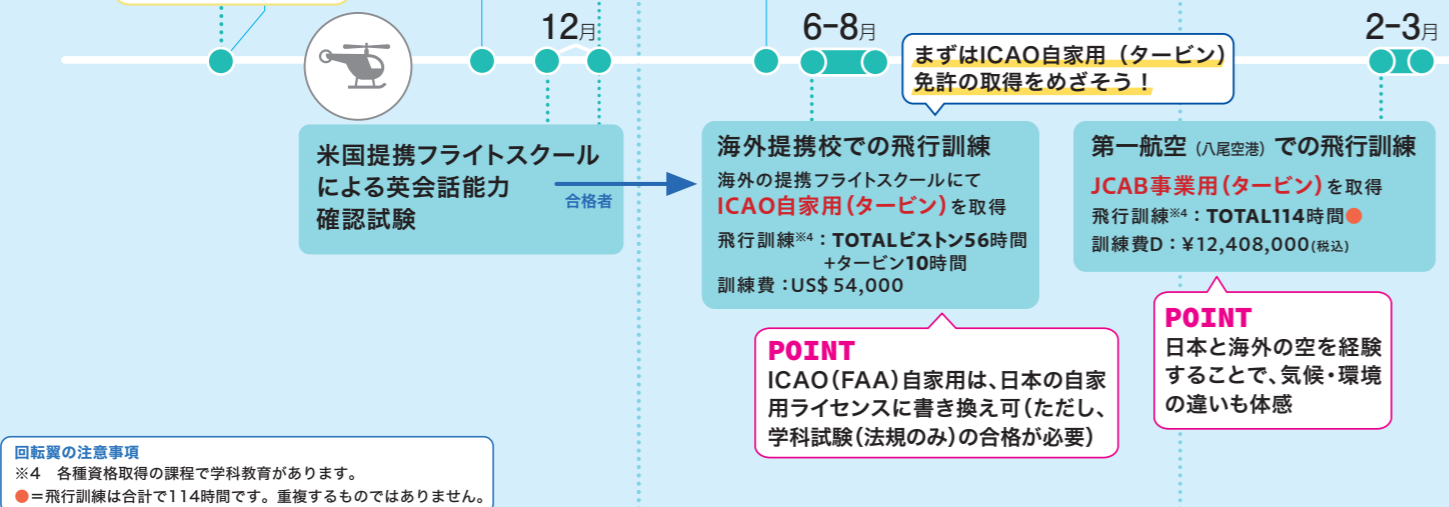 12月
6-8月
2-3月
まずはICAO自家用（タービン）
免許の取得をめざそう！
米国提携フライトスクール
による英会話能力
確認試験
合格者
海外提携校での飛行訓練
海外の提携フライトスクールにて
ICAO自家用（タービン）を取得
飛行訓練※4：TOTALピストン56時間
+タービン10時間
訓練費：US$ 54,000
第一航空（八尾空港）での飛行訓練
JCAB事業用（タービン）を取得
飛行訓練※4：TOTAL114時間●
訓練費D：¥12,408,000(税込)
POINT
ICAO（FAA）自家用は、日本の自家
用ライセンスに書き換え可（ただし、
学科試験（法規のみ）の合格が必要）
POINT
日本と海外の空を経験
することで、気候・環境
の違いも体感
回転翼の注意事項
※4 各種資格取得の課程で学科教育があります。
●=飛行訓練は合計で114時間です。重複するものではありません。